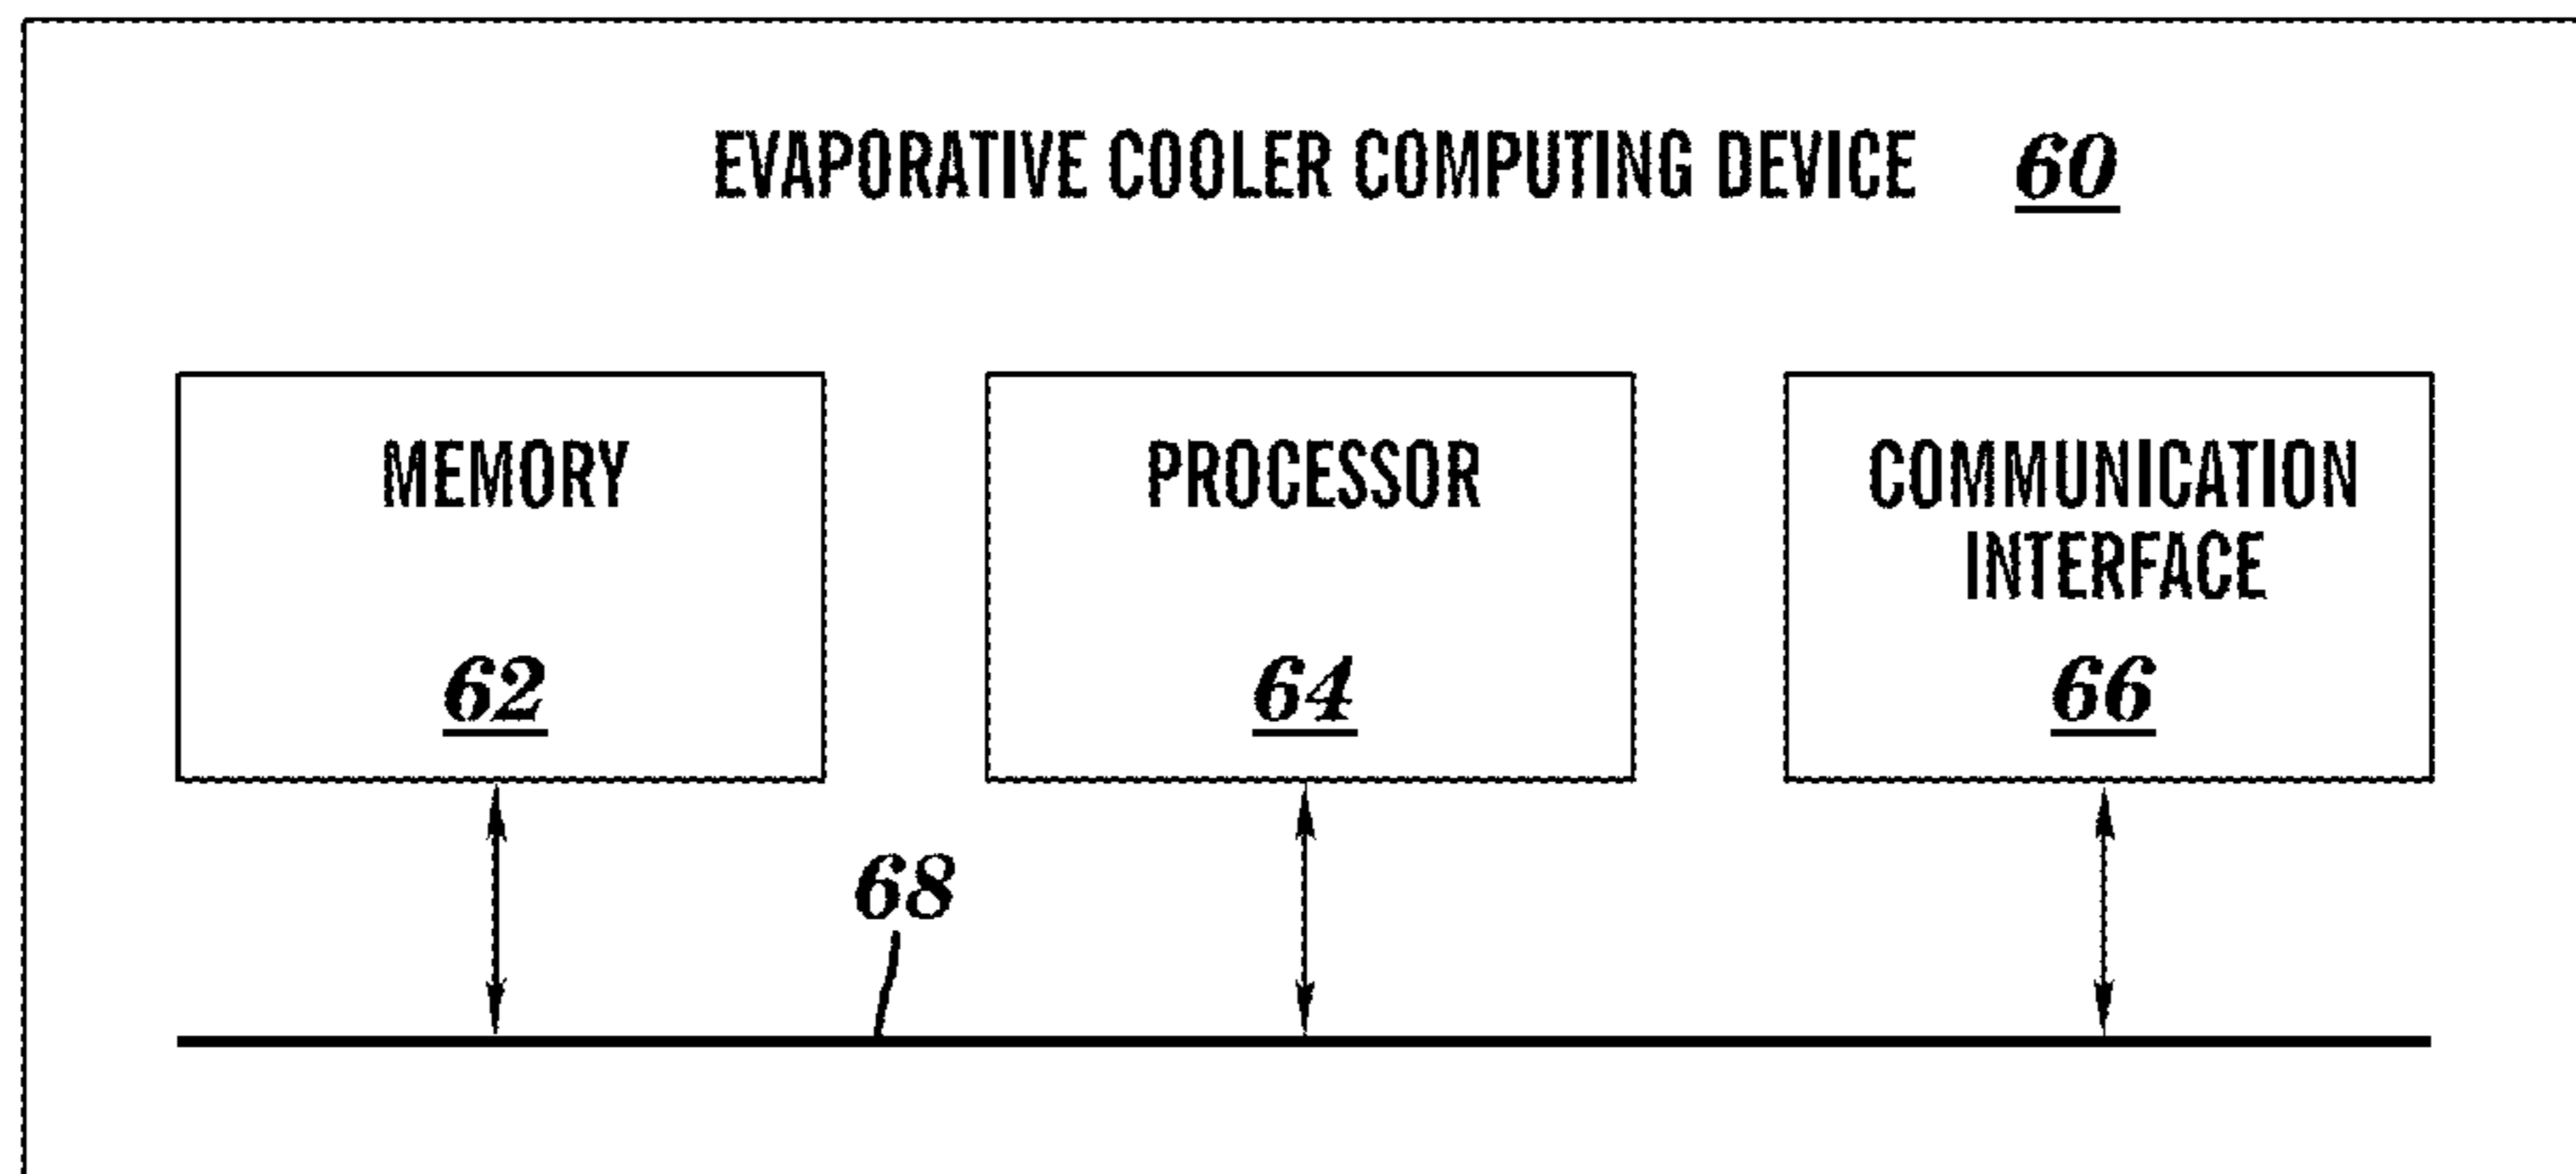 EVAPORATIVE COOLER COMPUTING DEVICE 60
MEMORY
62
PROCESSOR
64
COMMUNICATION
INTERFACE
66
68